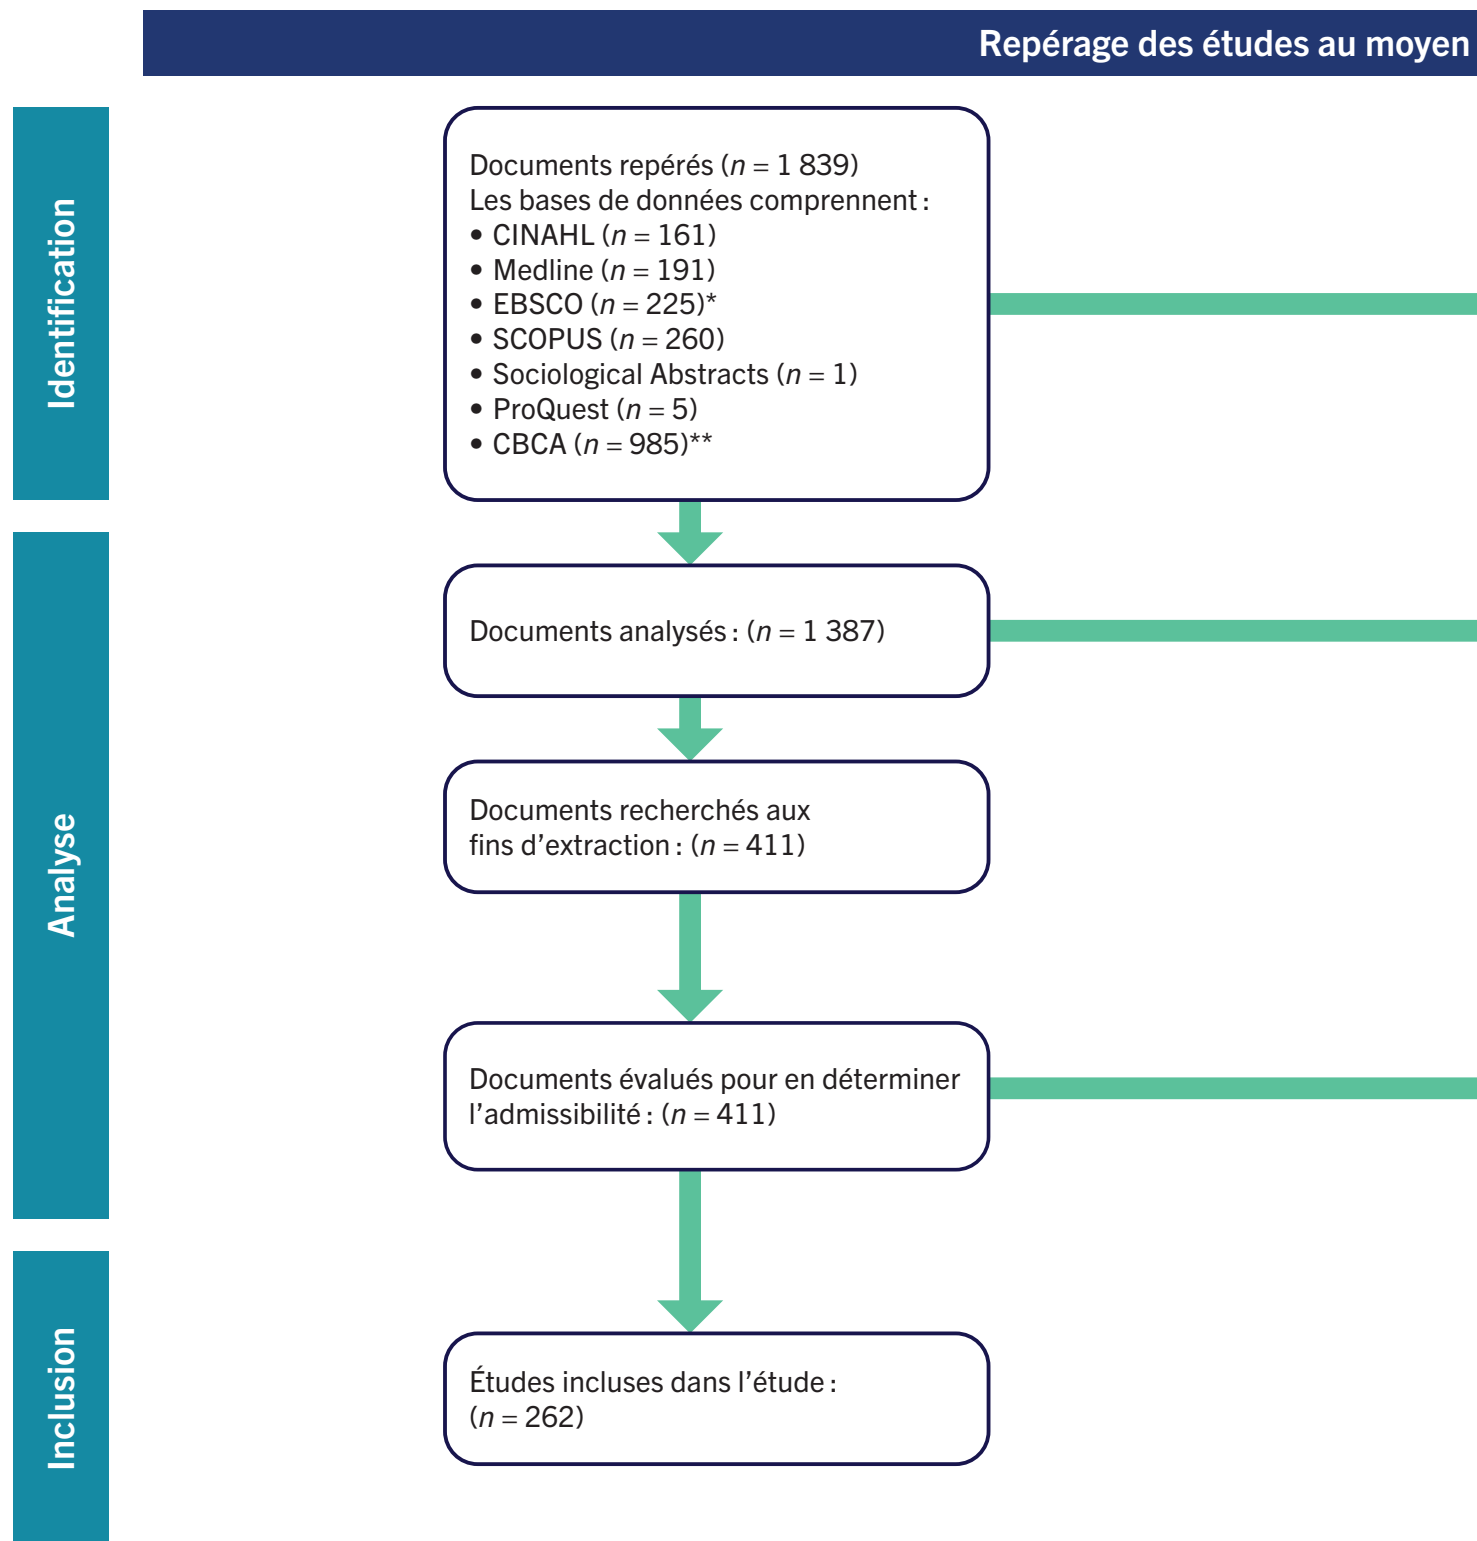 Repérage des études au moyen
Identification
Documents repérés (n = 1 839)
Les bases de données comprennent :
• CINAHL (n = 161)
• Medline (n = 191)
• EBSCO (n = 225)*
• SCOPUS (n = 260)
• Sociological Abstracts (n = 1)
• ProQuest (n = 5)
• CBCA (n = 985)**
Analyse
Documents analysés : (n = 1 387)
Documents recherchés aux
fins d’extraction : (n = 411)
Documents évalués pour en déterminer
l’admissibilité : (n = 411)
Inclusion
Études incluses dans l’étude :
(n = 262)